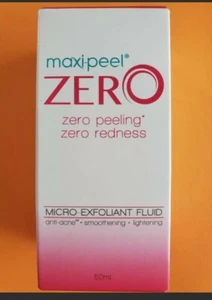 maxi-peel®
ZERO
zero peeling*
zero redness
MICRO-EXFOLIANT FLUID
anti-acne** • smoothening • lightening
50mL